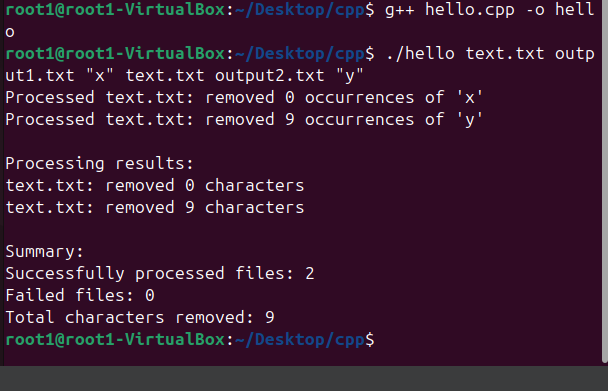 root1@root1-VirtualBox:~/Desktop/cpp$ g++ hello.cpp -o hell
o
root1@root1-VirtualBox:~/Desktop/cpp$ ./hello text.txt outp
ut1.txt "x" text.txt output2.txt "y"
Processed text.txt: removed 0 occurrences of 'x'
Processed text.txt: removed 9 occurrences of 'y'

Processing results:
text.txt: removed 0 characters
text.txt: removed 9 characters

Summary:
Successfully processed files: 2
Failed files: 0
Total characters removed: 9
root1@root1-VirtualBox:~/Desktop/cpp$